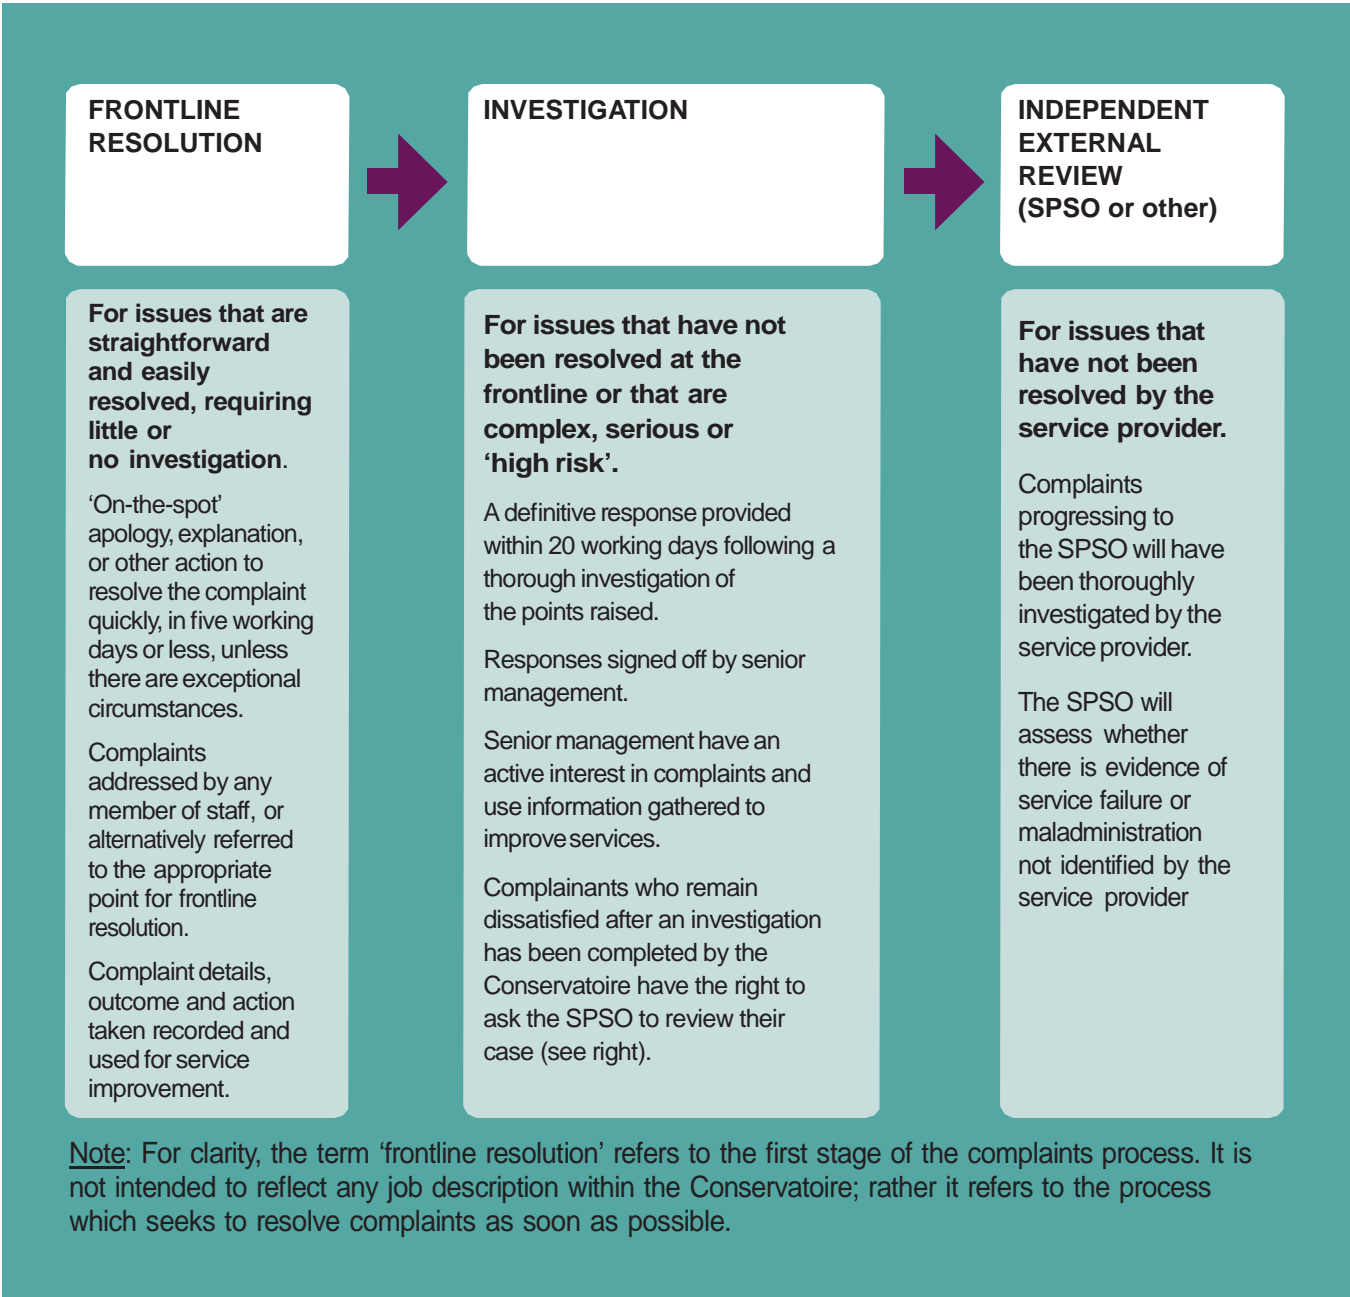 FRONTLINE
RESOLUTION
INVESTIGATION
INDEPENDENT
EXTERNAL
REVIEW
(SPSO or other)
For issues that are
straightforward
and easily
resolved, requiring
little or
no investigation.
‘On-the-spot’
apology, explanation,
or other action to
resolve the complaint
quickly, in five working
days or less, unless
there are exceptional
circumstances.
Complaints
addressed by any
member of staff, or
alternatively referred
to the appropriate
point for frontline
resolution.
Complaint details,
outcome and action
taken recorded and
used for service
improvement.
For issues that have not
been resolved at the
frontline or that are
complex, serious or
‘high risk’.
A definitive response provided
within 20 working days following a
thorough investigation of
the points raised.
Responses signed off by senior
management.
Senior management have an
active interest in complaints and
use information gathered to
improve services.
Complainants who remain
dissatisfied after an investigation
has been completed by the
Conservatoire have the right to
ask the SPSO to review their
case (see right).
For issues that
have not been
resolved by the
service provider.
Complaints
progressing to
the SPSO will have
been thoroughly
investigated by the
service provider.
The SPSO will
assess whether
there is evidence of
service failure or
maladministration
not identified by the
service provider
Note: For clarity, the term ‘frontline resolution’ refers to the first stage of the complaints process. It is
not intended to reflect any job description within the Conservatoire; rather it refers to the process
which seeks to resolve complaints as soon as possible.